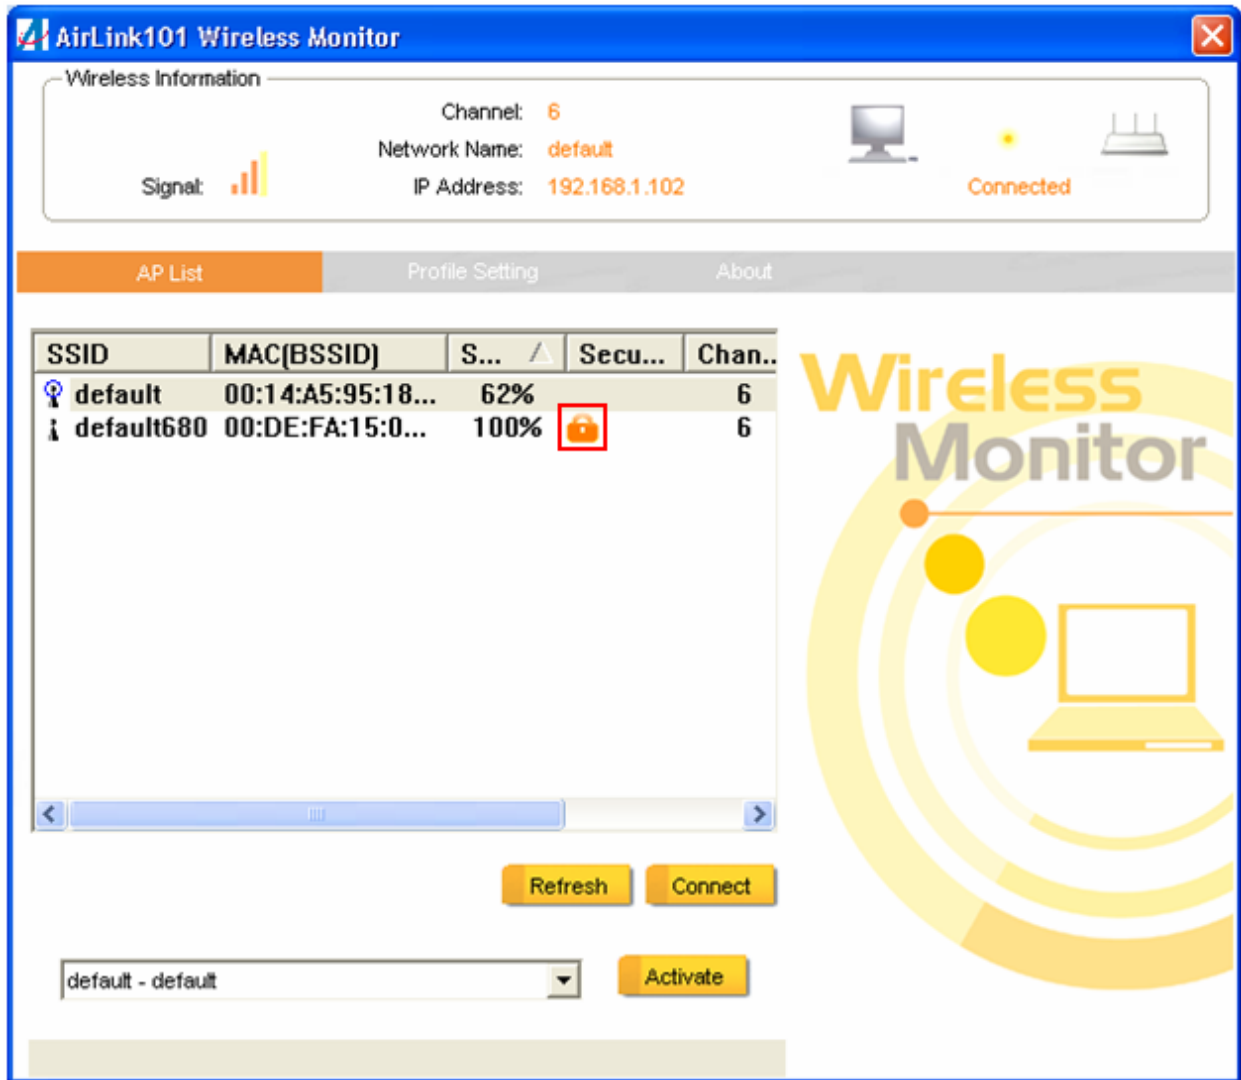 AirLink101 Wireless Monitor
Wireless Information
Channel: 6
Network Name: default
Signal: IP Address: 192.168.1.102
Connected
AP List Profile Setting About
SSID MAC(BSSID) S... Secu... Chan..
default 00:14:A5:95:18... 62% 6
default680 00:DE:FA:15:0... 100% 6
Wireless
Monitor
Refresh Connect
default - default Activate